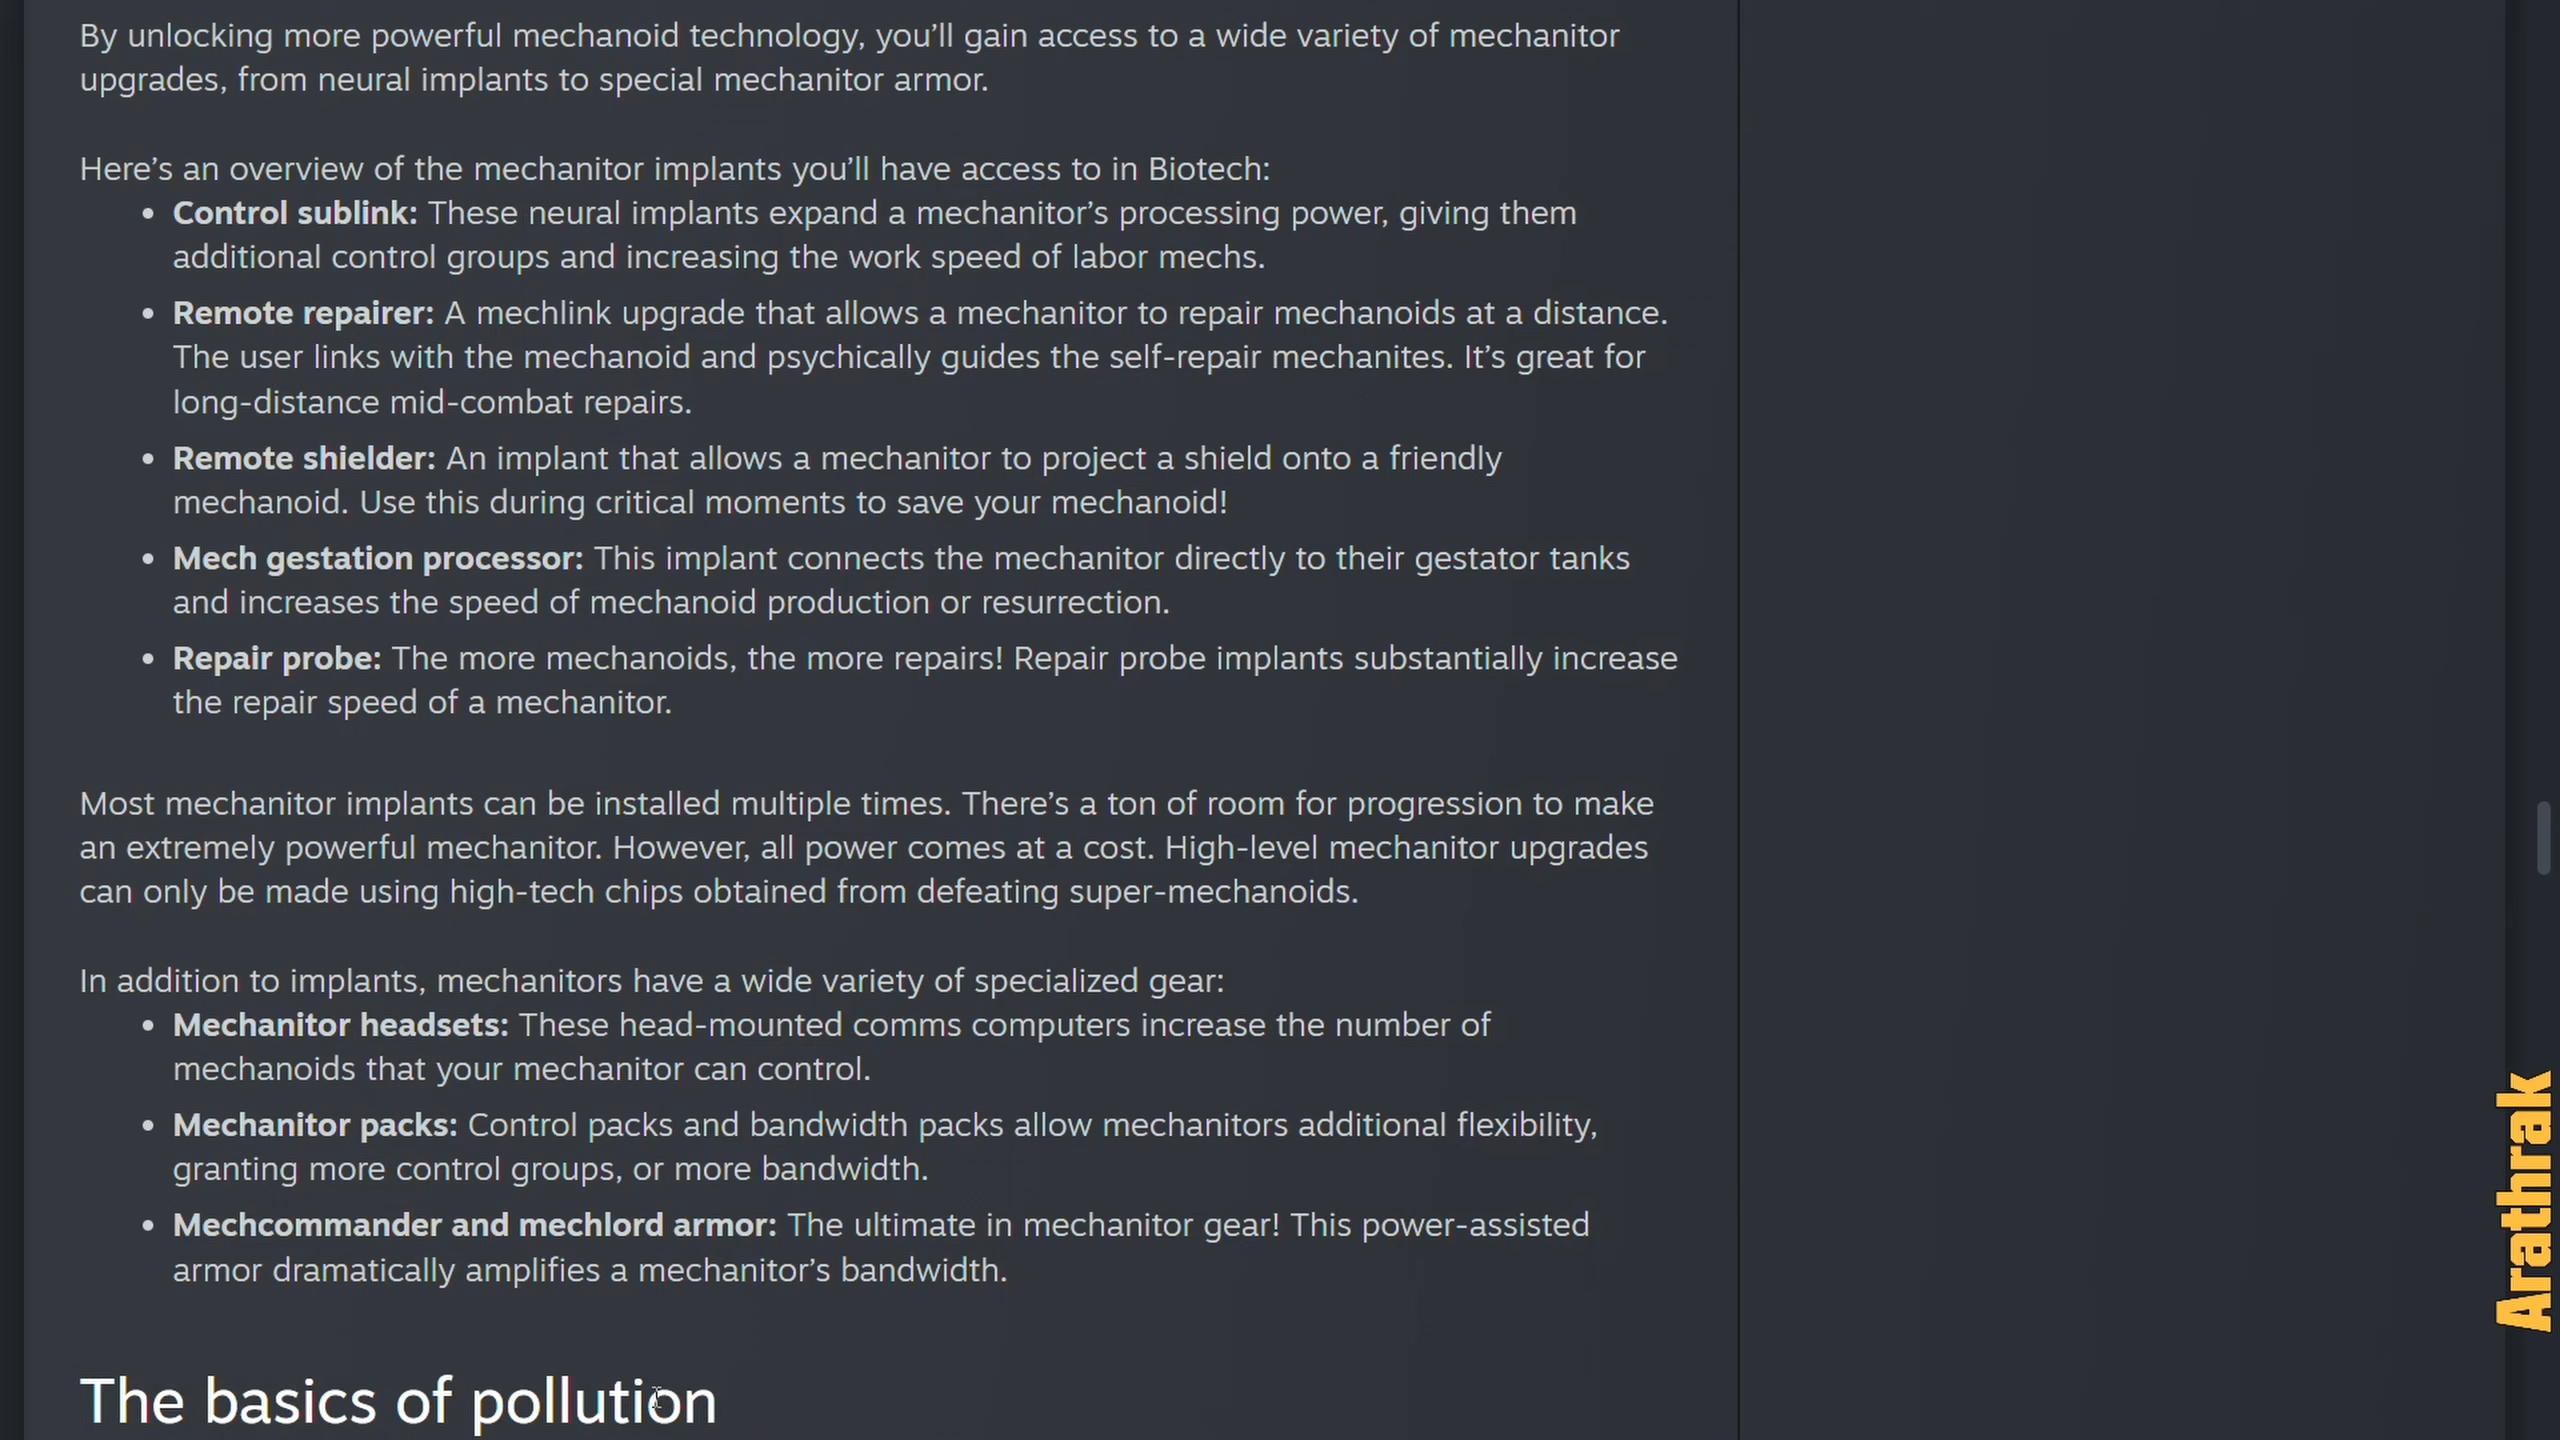 By unlocking more powerful mechanoid technology, you’ll gain access to a wide variety of mechanitor
upgrades, from neural implants to special mechanitor armor.
Here’s an overview of the mechanitor implants you’ll have access to in Biotech:
• Control sublink: These neural implants expand a mechanitor’s processing power, giving them
additional control groups and increasing the work speed of labor mechs.
• Remote repairer: A mechlink upgrade that allows a mechanitor to repair mechanoids at a distance.
The user links with the mechanoid and psychically guides the self-repair mechanites. It’s great for
long-distance mid-combat repairs.
• Remote shielder: An implant that allows a mechanitor to project a shield onto a friendly
mechanoid. Use this during critical moments to save your mechanoid!
• Mech gestation processor: This implant connects the mechanitor directly to their gestator tanks
and increases the speed of mechanoid production or resurrection.
• Repair probe: The more mechanoids, the more repairs! Repair probe implants substantially increase
the repair speed of a mechanitor.
Most mechanitor implants can be installed multiple times. There’s a ton of room for progression to make
an extremely powerful mechanitor. However, all power comes at a cost. High-level mechanitor upgrades
can only be made using high-tech chips obtained from defeating super-mechanoids.
In addition to implants, mechanitors have a wide variety of specialized gear:
• Mechanitor headsets: These head-mounted comms computers increase the number of
mechanoids that your mechanitor can control.
• Mechanitor packs: Control packs and bandwidth packs allow mechanitors additional flexibility,
granting more control groups, or more bandwidth.
• Mechcommander and mechlord armor: The ultimate in mechanitor gear! This power-assisted
armor dramatically amplifies a mechanitor’s bandwidth.
The basics of pollution
Arathrak